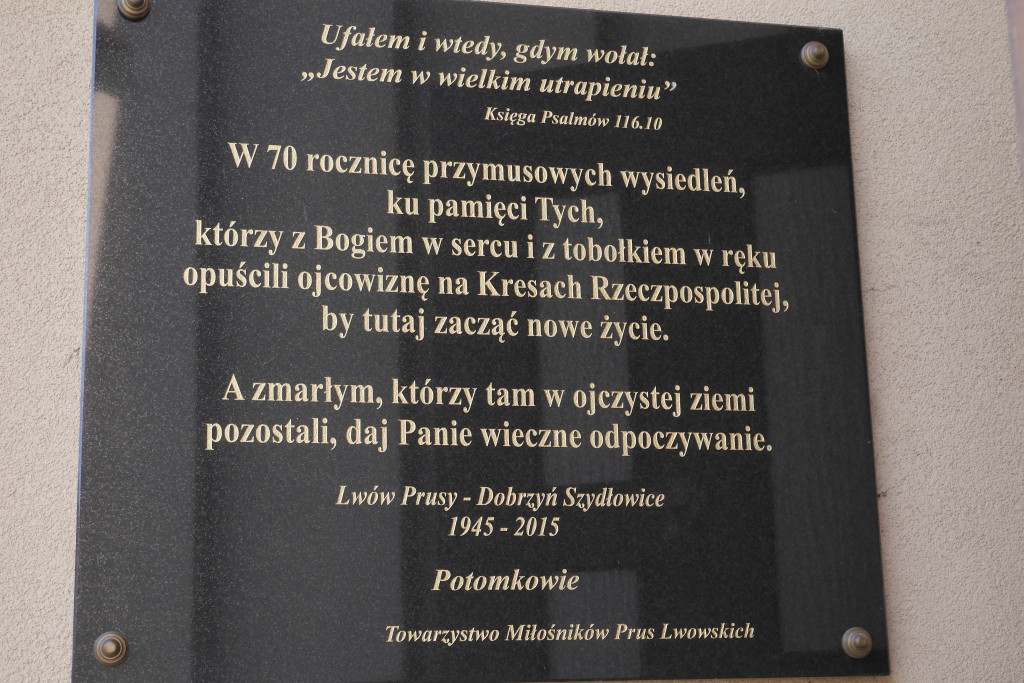 Ufałem i wtedy, gdym wołał:
„Jestem w wielkim utrapieniu”
Księga Psalmów 116.10
W 70 rocznicę przymusowych wysiedleń,
ku pamięci Tych,
którzy z Bogiem w sercu i z tobołkiem w ręku
opuścili ojcowiznę na Kresach Rzeczpospolitej,
by tutaj zacząć nowe życie.
A zmarłym, którzy tam w ojczystej ziemi
pozostali, daj Panie wieczne odpoczywanie.
Lwów Prusy - Dobrzyń Szydłowice
1945 - 2015
Potomkowie
Towarzystwo Miłośników Prus Lwowskich